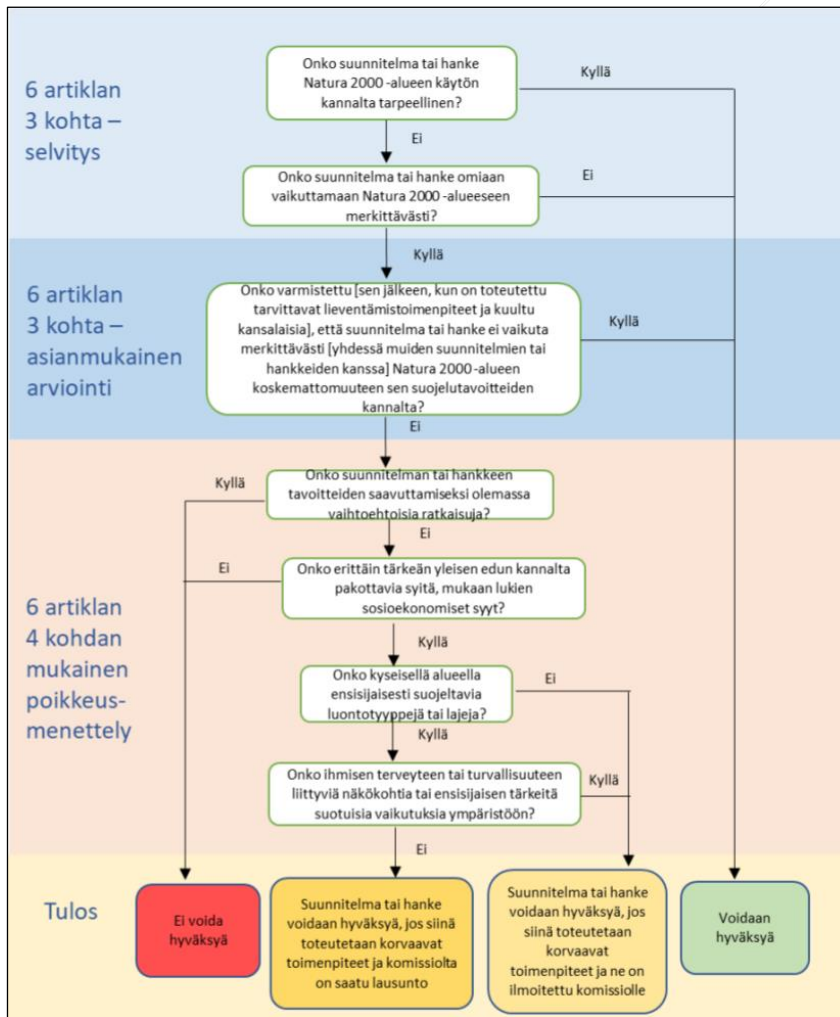 6 artiklan
3 kohta –
selvitys
Onko suunnitelma tai hanke
Natura 2000 -alueen käytön
kannalta tarpeellinen?
Kyllä
Ei
Onko suunnitelma tai hanke omiaan
vaikuttamaan Natura 2000 -alueeseen
merkittävästi?
Ei
Kyllä
6 artiklan
3 kohta –
asianmukainen
arviointi
Onko varmistettu [sen jälkeen, kun on toteutettu
tarvittavat lieventämistoimenpiteet ja kuultu
kansalaisia], että suunnitelma tai hanke ei vaikuta
merkittävästi [yhdessä muiden suunnitelmien tai
hankkeiden kanssa] Natura 2000 -alueen
koskemattomuuteen sen suojelutavoitteiden
kannalta?
Kyllä
Ei
6 artiklan
4 kohdan
mukainen
poikkeus-
menettely
Onko suunnitelman tai hankkeen
tavoitteiden saavuttamiseksi olemassa
vaihtoehtoisia ratkaisuja?
Kyllä
Ei
Onko erittäin tärkeän yleisen edun kannalta
pakottavia syitä, mukaan lukien
sosioekonomiset syyt?
Ei
Kyllä
Onko kyseisellä alueella
ensisijaisesti suojeltavia
luontotyyppejä tai lajeja?
Ei
Kyllä
Onko ihmisen terveyteen tai turvallisuuteen
liittyviä näkökohtia tai ensisijaisen tärkeitä
suotuisia vaikutuksia ympäristöön?
Kyllä
Ei
Tulos
Ei voida
hyväksyä
Suunnitelma tai hanke
voidaan hyväksyä, jos siinä
toteutetaan korvaavat
toimenpiteet ja komissiolta
on saatu lausunto
Suunnitelma tai hanke
voidaan hyväksyä, jos
siinä toteutetaan
korvaavat
toimenpiteet ja ne on
ilmoitettu komissiolle
Voidaan
hyväksyä